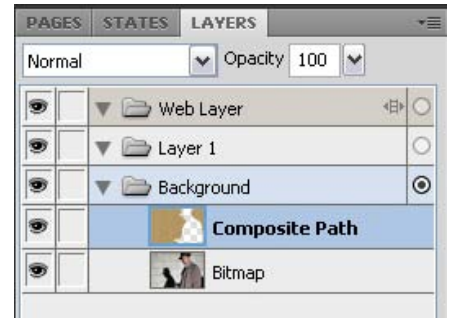 PAGES STATES LAYERS
Normal Opacity 100
Web Layer
Layer 1
Background
Composite Path
Bitmap